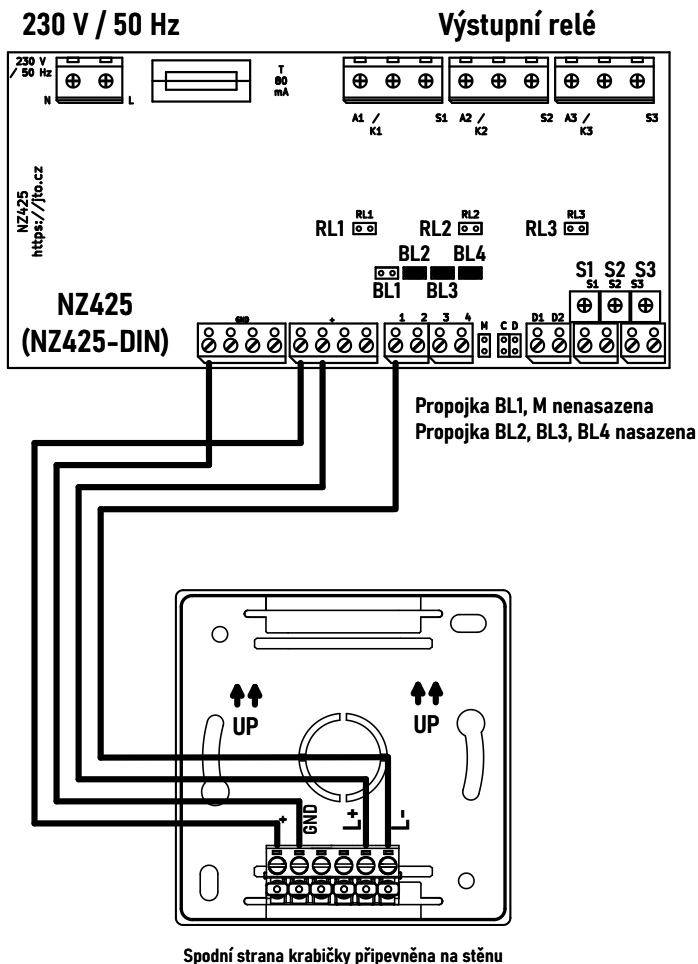 230 V / 50 Hz
Výstupní relé
230 V
/ 50 Hz
N
L
T
80
mA
A1 /
K1
S1
A2 /
K2
S2
A3 /
K3
S3
NZ425
https://jto.cz
RL1
RL1
RL2
RL2
RL3
RL3
BL2
BL4
BL1
BL3
S1 S2 S3
S1 S2 S3
NZ425
(NZ425-DIN)
GND
+
1 2 3 4
M
C D
D1 D2
Propojka BL1, M nenasazena
Propojka BL2, BL3, BL4 nasazena
UP
UP
+
GND
L+
L-
Spodní strana krabičky připevněna na stěnu